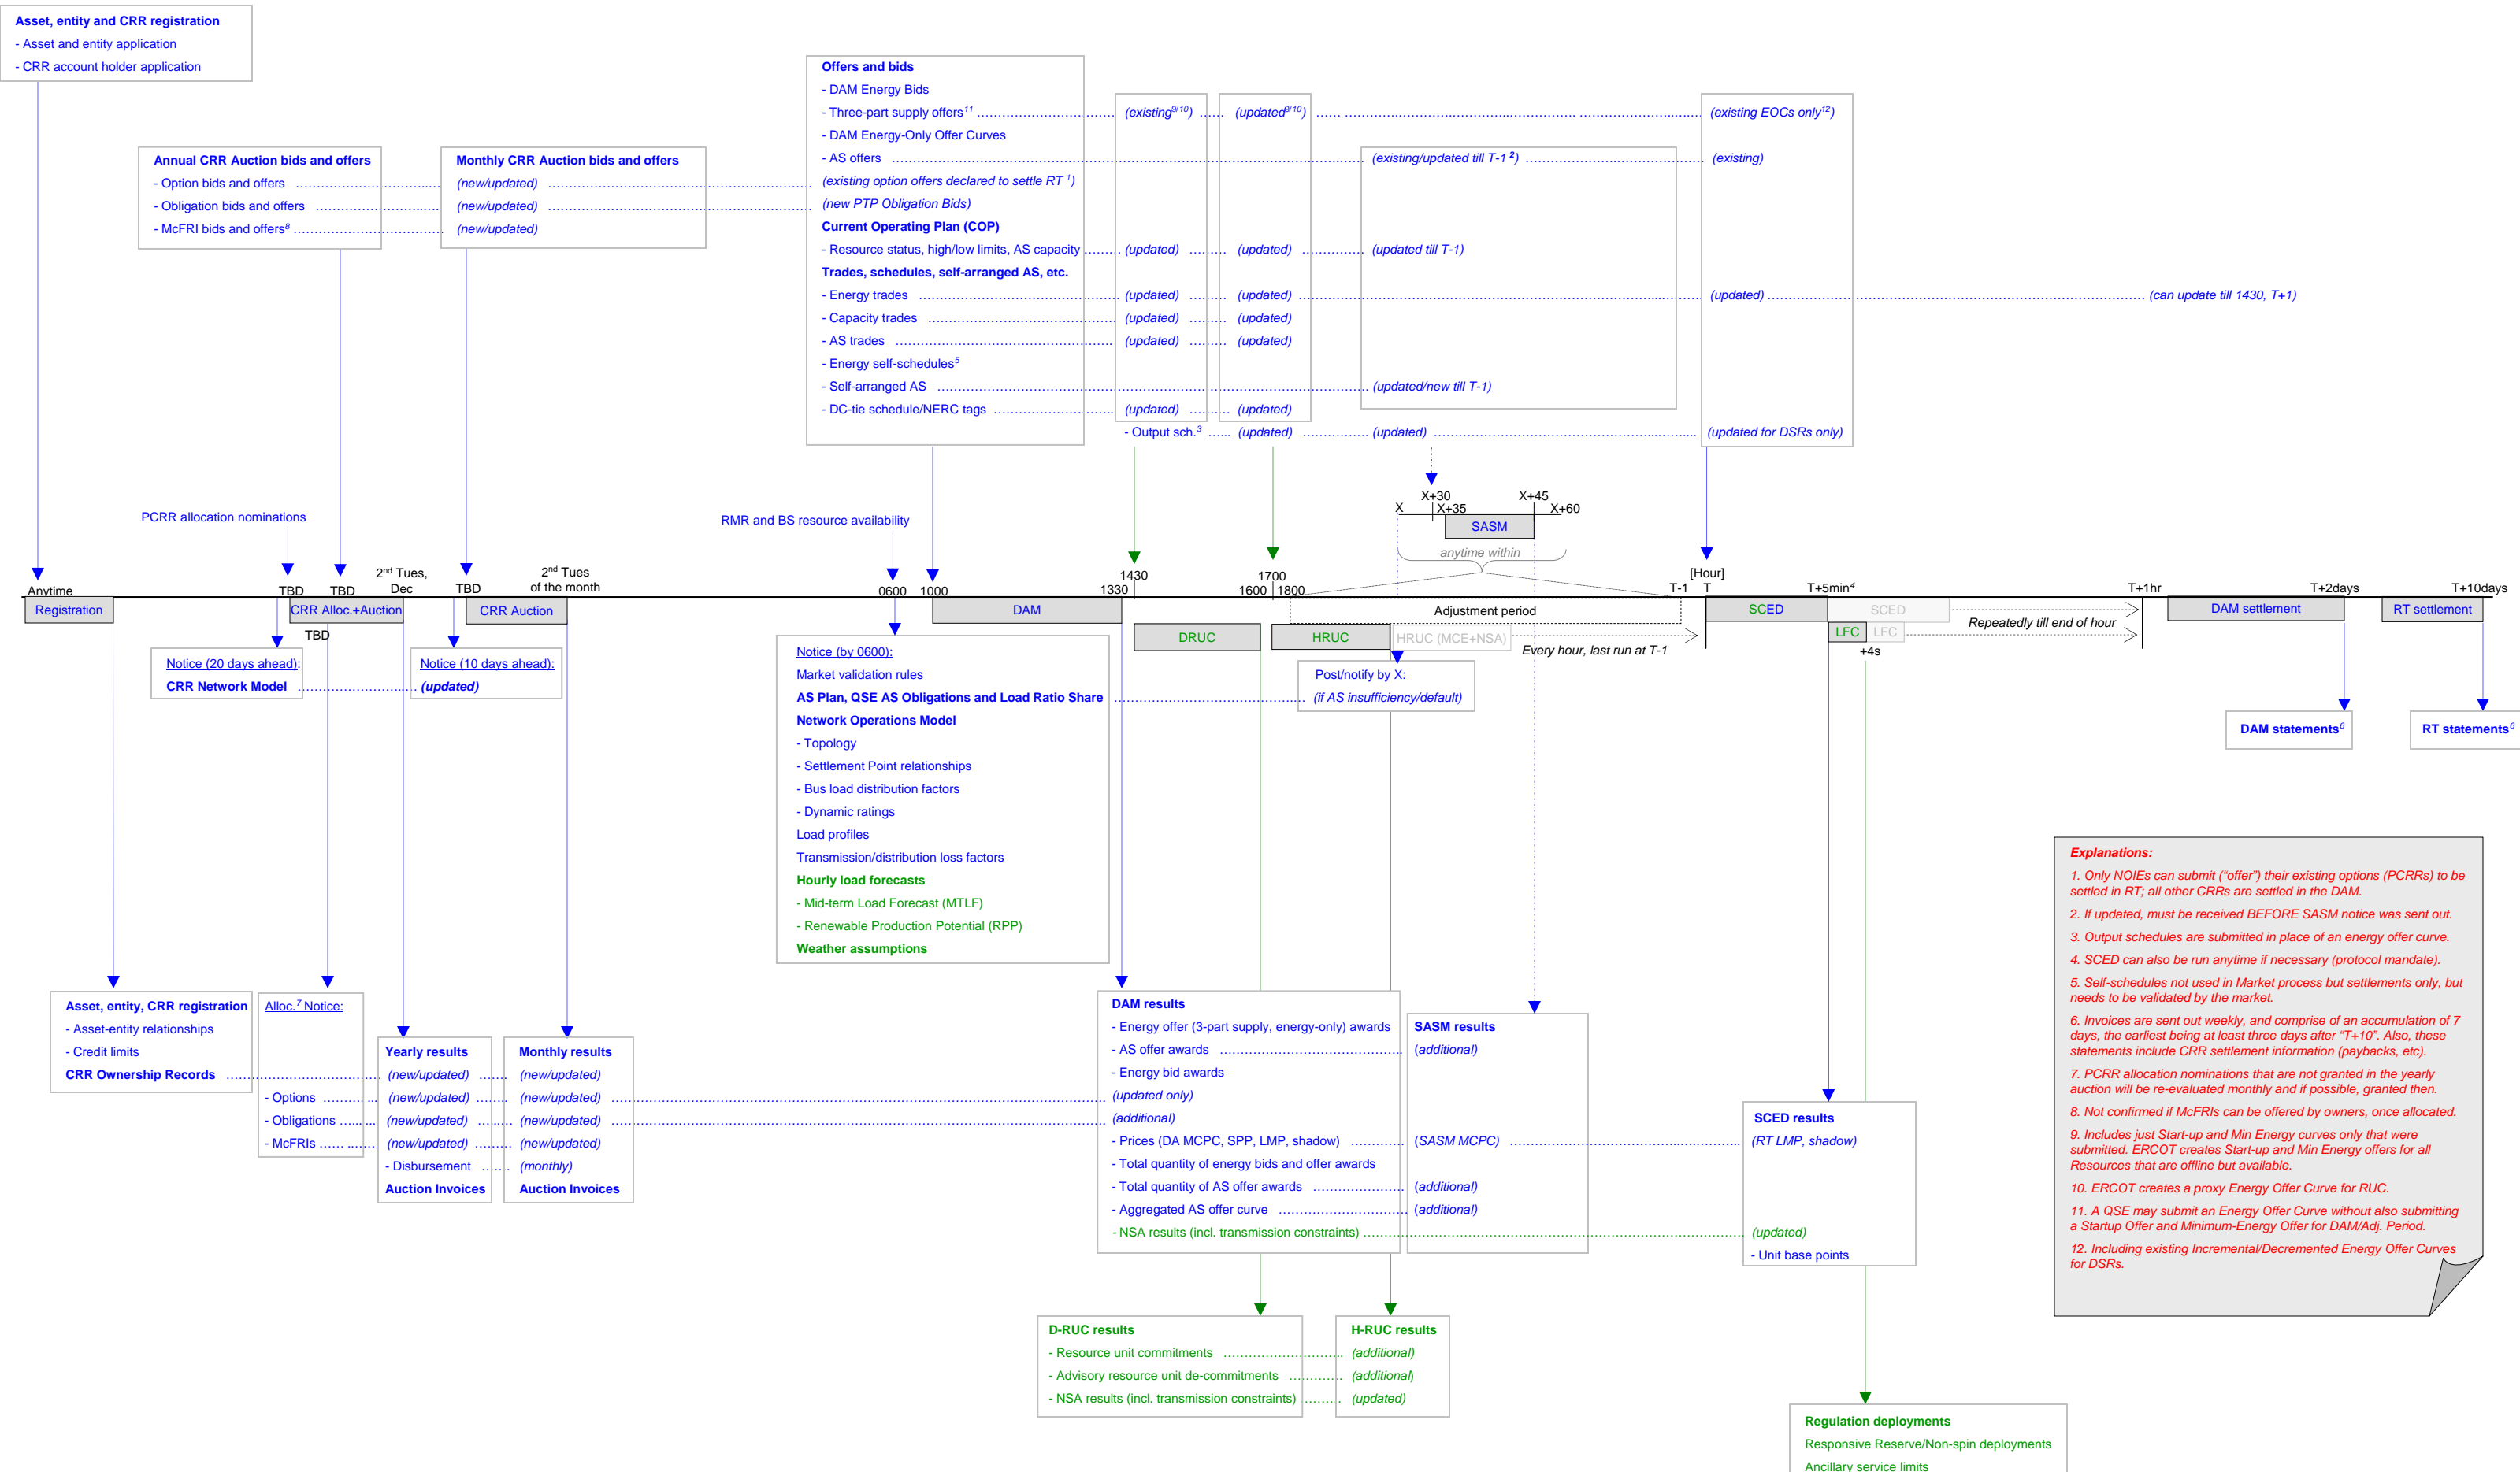 Asset, entity and CRR registration
- Asset and entity application
- CRR account holder application
Annual CRR Auction bids and offers
- Option bids and offers
- Obligation bids and offers
- McFRI bids and offers8
Monthly CRR Auction bids and offers
(new/updated)
(new/updated)
(new/updated)
Offers and bids
- DAM Energy Bids
- Three-part supply offers11 (existing9/10) (updated9/10) (existing EOCs only12)
- DAM Energy-Only Offer Curves
- AS offers (existing/updated till T-1 2) (existing)
(existing option offers declared to settle RT 1)
(new PTP Obligation Bids)
Current Operating Plan (COP)
- Resource status, high/low limits, AS capacity (updated) (updated) (updated till T-1)
Trades, schedules, self-arranged AS, etc.
- Energy trades (updated) (updated) (updated) (can update till 1430, T+1)
- Capacity trades (updated) (updated)
- AS trades (updated) (updated)
- Energy self-schedules5
- Self-arranged AS (updated/new till T-1)
- DC-tie schedule/NERC tags (updated) (updated)
- Output sch.3 (updated) (updated) (updated for DSRs only)
PCRR allocation nominations
RMR and BS resource availability
X X+30 X+35 X+45 X+60
SASM
anytime within
Anytime
TBD
TBD
2nd Tues, Dec
TBD
2nd Tues of the month
0600
1000
1330
1430
1600
1700
1800
T-1
[Hour]
T
T+5min4
T+1hr
T+2days
T+10days
Registration
CRR Alloc.+Auction
CRR Auction
DAM
Adjustment period
SCED
SCED
Repeatedly till end of hour
DAM settlement
RT settlement
TBD
DRUC
HRUC
HRUC (MCE+NSA)
Every hour, last run at T-1
LFC
LFC
+4s
Notice (20 days ahead):
CRR Network Model
Notice (10 days ahead):
(updated)
Notice (by 0600):
Market validation rules
AS Plan, QSE AS Obligations and Load Ratio Share
Network Operations Model
- Topology
- Settlement Point relationships
- Bus load distribution factors
- Dynamic ratings
Load profiles
Transmission/distribution loss factors
Hourly load forecasts
- Mid-term Load Forecast (MTLF)
- Renewable Production Potential (RPP)
Weather assumptions
Post/notify by X:
(if AS insufficiency/default)
DAM statements6
RT statements6
Explanations:
1. Only NOIEs can submit (“offer”) their existing options (PCRRs) to be
settled in RT; all other CRRs are settled in the DAM.
2. If updated, must be received BEFORE SASM notice was sent out.
3. Output schedules are submitted in place of an energy offer curve.
4. SCED can also be run anytime if necessary (protocol mandate).
5. Self-schedules not used in Market process but settlements only, but
needs to be validated by the market.
6. Invoices are sent out weekly, and comprise of an accumulation of 7
days, the earliest being at least three days after “T+10”. Also, these
statements include CRR settlement information (paybacks, etc).
7. PCRR allocation nominations that are not granted in the yearly
auction will be re-evaluated monthly and if possible, granted then.
8. Not confirmed if McFRIs can be offered by owners, once allocated.
9. Includes just Start-up and Min Energy curves only that were
submitted. ERCOT creates Start-up and Min Energy offers for all
Resources that are offline but available.
10. ERCOT creates a proxy Energy Offer Curve for RUC.
11. A QSE may submit an Energy Offer Curve without also submitting
a Startup Offer and Minimum-Energy Offer for DAM/Adj. Period.
12. Including existing Incremental/Decremented Energy Offer Curves
for DSRs.
Asset, entity, CRR registration
- Asset-entity relationships
- Credit limits
CRR Ownership Records
Alloc.7 Notice:
- Options
- Obligations
- McFRIs
Yearly results
(new/updated)
(new/updated)
(new/updated)
(new/updated)
- Disbursement
Auction Invoices
Monthly results
(new/updated)
(new/updated)
(new/updated)
(new/updated)
(monthly)
Auction Invoices
DAM results
- Energy offer (3-part supply, energy-only) awards
- AS offer awards
- Energy bid awards
(updated only)
(additional)
- Prices (DA MCPC, SPP, LMP, shadow)
- Total quantity of energy bids and offer awards
- Total quantity of AS offer awards
- Aggregated AS offer curve
- NSA results (incl. transmission constraints)
SASM results
(additional)
(SASM MCPC)
(additional)
(additional)
SCED results
(RT LMP, shadow)
(updated)
- Unit base points
D-RUC results
- Resource unit commitments
- Advisory resource unit de-commitments
- NSA results (incl. transmission constraints)
H-RUC results
(additional)
(additional)
(updated)
Regulation deployments
Responsive Reserve/Non-spin deployments
Ancillary service limits